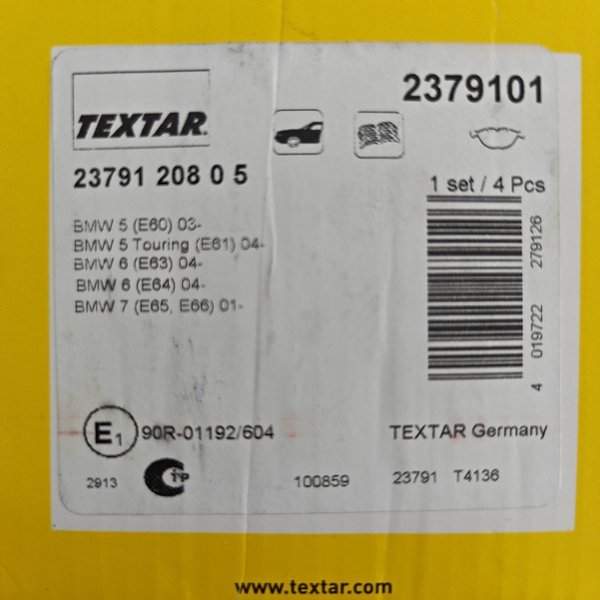 TEXTAR
2379101
23791 208 0 5
1 set / 4 Pcs
BMW 5 (E60) 03-
BMW 5 Touring (E61) 04-
BMW 6 (E63) 04-
BMW 6 (E64) 04-
BMW 7 (E65, E66) 01-
4 019722 279126
E1 90R-01192/604
TEXTAR Germany
2913
100859
23791 T4136
www.textar.com